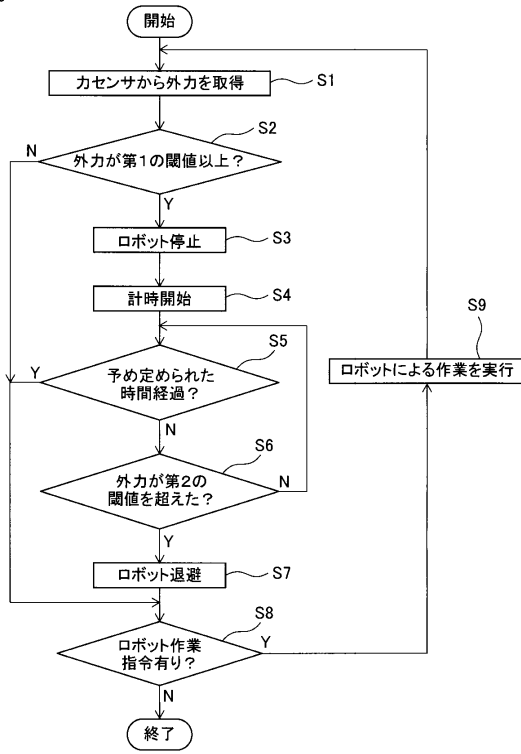 開始
力センサから外力を取得
S1
S2
N
外力が第1の閾値以上?
Y
ロボット停止
S3
計時開始
S4
S9
ロボットによる作業を実行
S5
Y
予め定められた
時間経過?
N
S6
外力が第2の
閾値を超えた?
N
Y
ロボット退避
S7
S8
ロボット作業
指令有り?
Y
N
終了